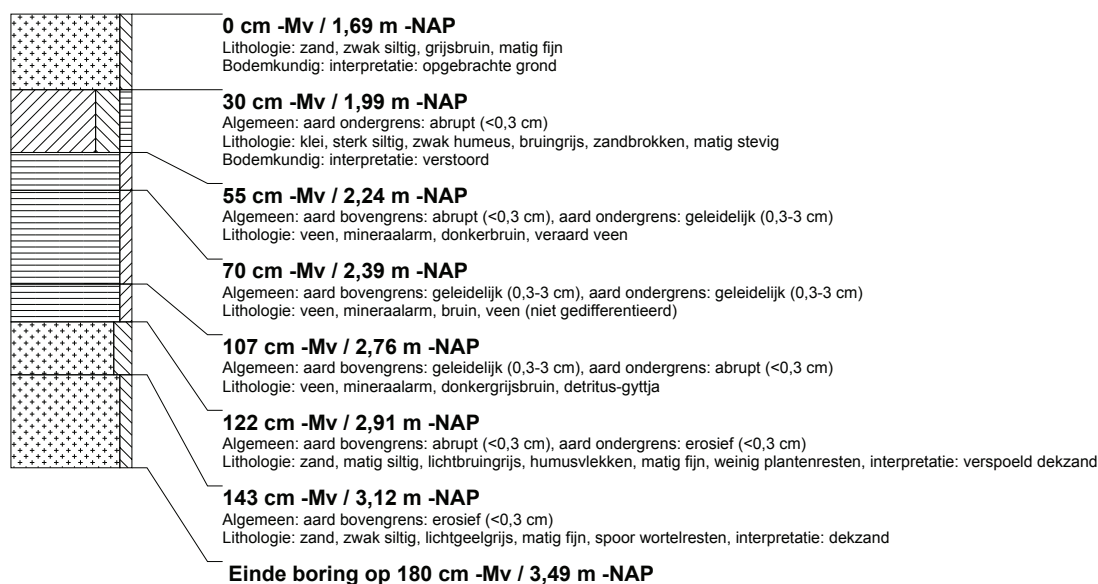 0 cm -Mv / 1,69 m -NAP
Lithologie: zand, zwak siltig, grijsbruin, matig fijn
Bodemkundig: interpretatie: opgebrachte grond
30 cm -Mv / 1,99 m -NAP
Algemeen: aard ondergrens: abrupt (<0,3 cm)
Lithologie: klei, sterk siltig, zwak humeus, bruingrijs, zandbrokken, matig stevig
Bodemkundig: interpretatie: verstoord
55 cm -Mv / 2,24 m -NAP
Algemeen: aard bovengrens: abrupt (<0,3 cm), aard ondergrens: geleidelijk (0,3-3 cm)
Lithologie: veen, mineraalarm, donkerbruin, veraard veen
70 cm -Mv / 2,39 m -NAP
Algemeen: aard bovengrens: geleidelijk (0,3-3 cm), aard ondergrens: geleidelijk (0,3-3 cm)
Lithologie: veen, mineraalarm, bruin, veen (niet gedifferentieerd)
107 cm -Mv / 2,76 m -NAP
Algemeen: aard bovengrens: geleidelijk (0,3-3 cm), aard ondergrens: abrupt (<0,3 cm)
Lithologie: veen, mineraalarm, donkergrijsbruin, detritus-gyttja
122 cm -Mv / 2,91 m -NAP
Algemeen: aard bovengrens: abrupt (<0,3 cm), aard ondergrens: erosief (<0,3 cm)
Lithologie: zand, matig siltig, lichtbruingrijs, humusvlekken, matig fijn, weinig plantenresten, interpretatie: verspoeld dekzand
143 cm -Mv / 3,12 m -NAP
Algemeen: aard bovengrens: erosief (<0,3 cm)
Lithologie: zand, zwak siltig, lichtgeelgrijs, matig fijn, spoor wortelresten, interpretatie: dekzand
Einde boring op 180 cm -Mv / 3,49 m -NAP